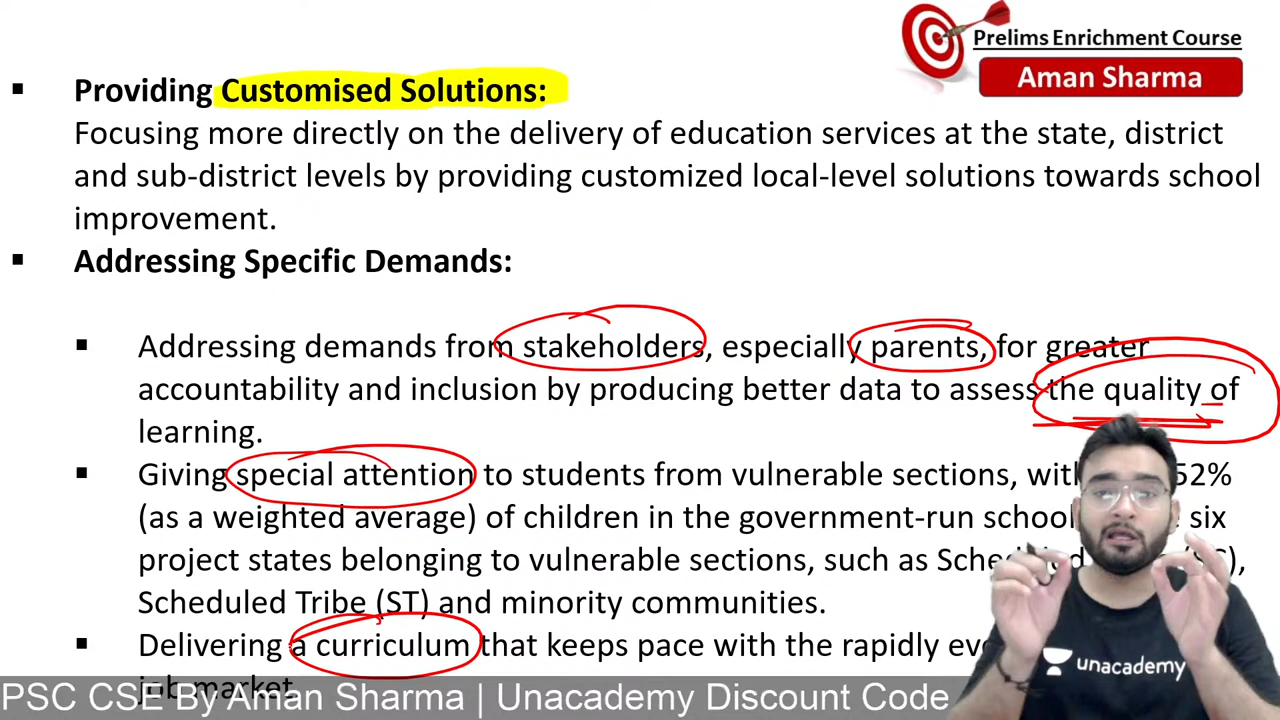 Prelims Enrichment Course
Aman Sharma
Providing Customised Solutions:
Focusing more directly on the delivery of education services at the state, district
and sub-district levels by providing customized local-level solutions towards school
improvement.
Addressing Specific Demands:
Addressing demands from stakeholders, especially parents, for greater
accountability and inclusion by producing better data to assess the quality of
learning.
Giving special attention to students from vulnerable sections, with 52%
(as a weighted average) of children in the government-run school six
project states belonging to vulnerable sections, such as Scheduled (SC),
Scheduled Tribe (ST) and minority communities.
Delivering a curriculum that keeps pace with the rapidly
job market
unacademy
PSC CSE By Aman Sharma | Unacademy Discount Code